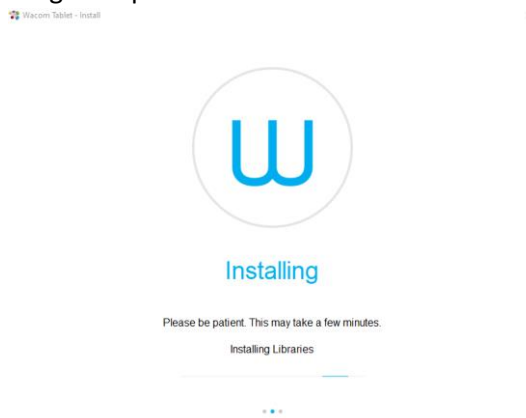 Wacom Tablet - Install
Installing
Please be patient. This may take a few minutes.
Installing Libraries